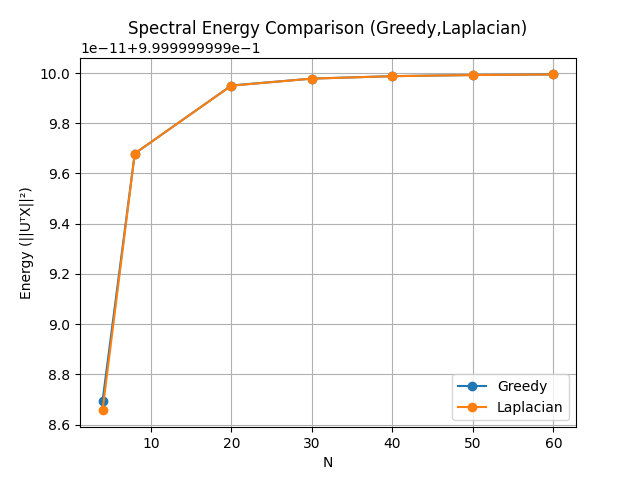 Spectral Energy Comparison (Greedy,Laplacian)
1e−11+9.999999999e−1
10.0
9.8
9.6
9.4
9.2
9.0
8.8
8.6
Energy (||UᵀX||²)
10
20
30
40
50
60
N
Greedy
Laplacian